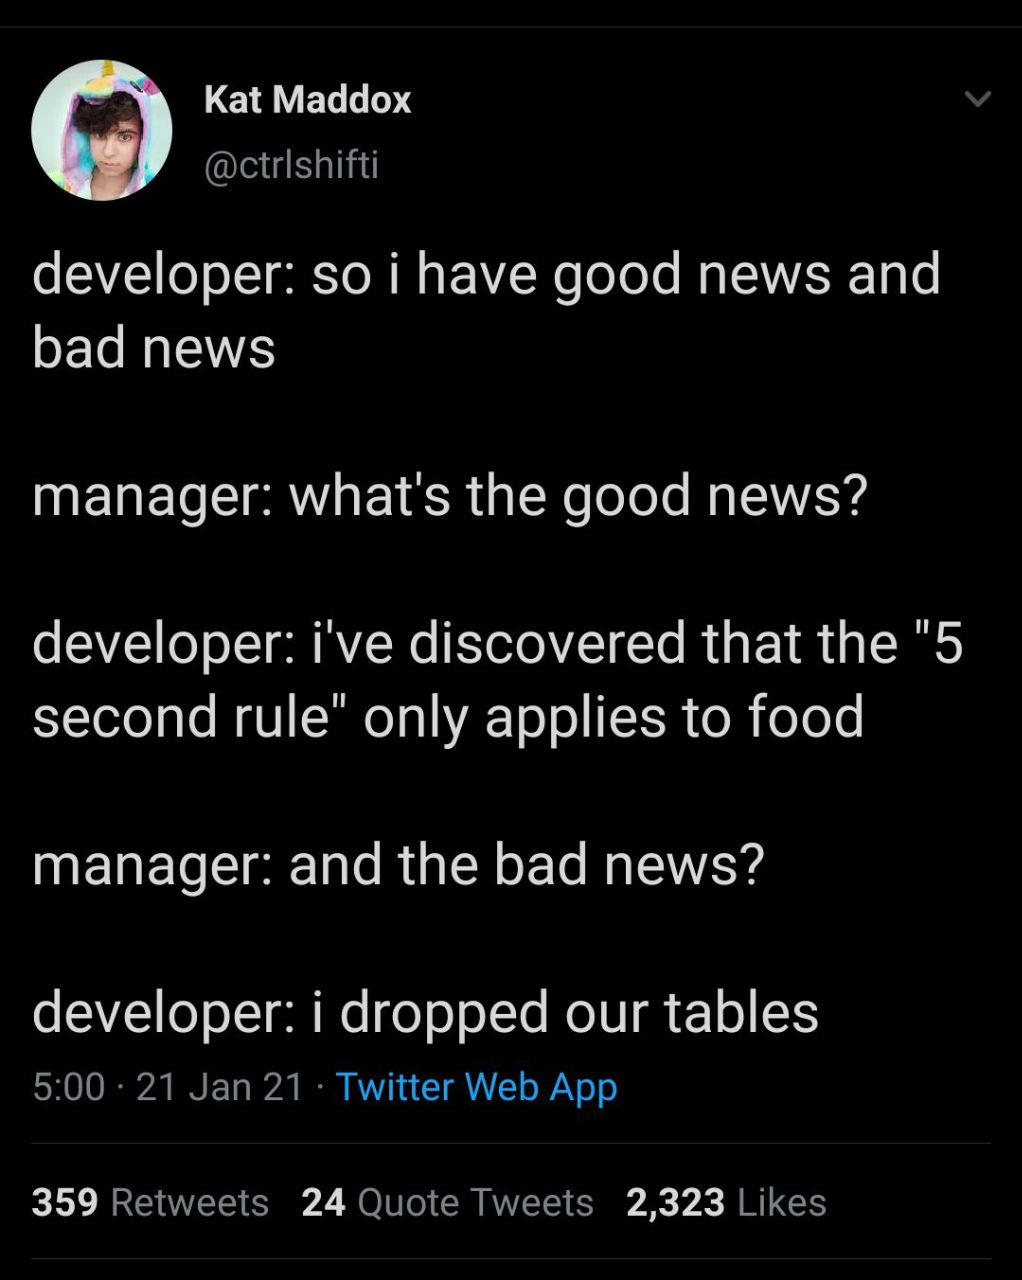 Kat Maddox
@ctrlshifti
developer: so i have good news and
bad news
manager: what's the good news?
developer: i've discovered that the "5
second rule" only applies to food
manager: and the bad news?
developer: i dropped our tables
5:00 · 21 Jan 21 · Twitter Web App
359 Retweets 24 Quote Tweets 2,323 Likes